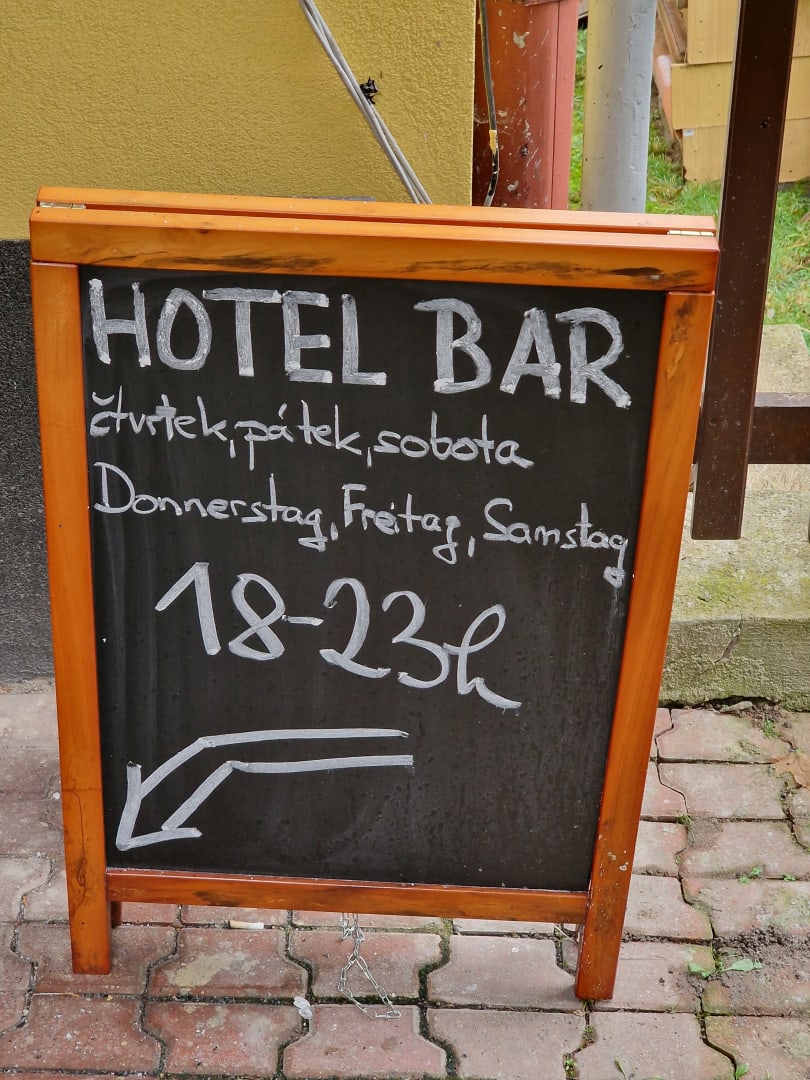 HOTEL BAR
čtvrtek, pátek, sobota
Donnerstag, Freitag, Samstag
18-23h